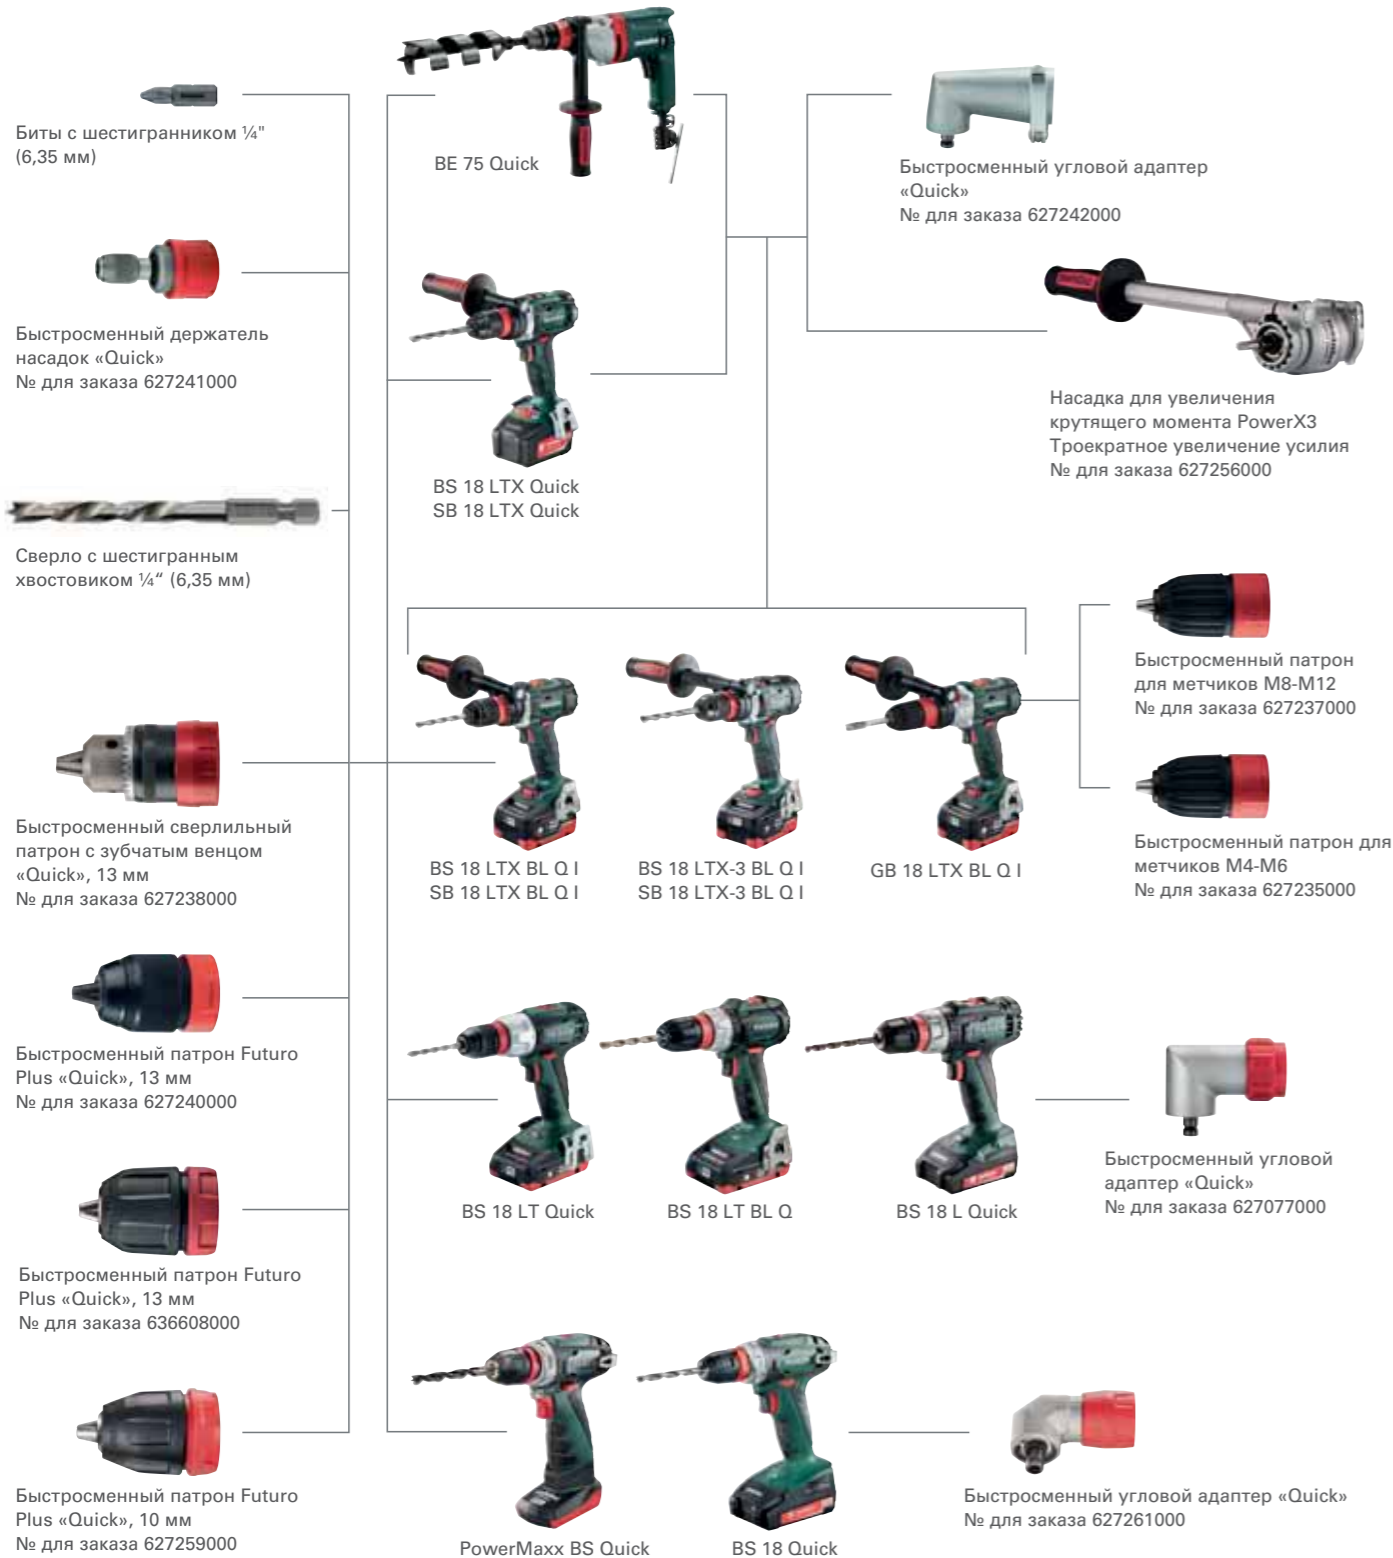 Биты с шестигранником ¼"
(6,35 мм)
BE 75 Quick
Быстросменный угловой адаптер
«Quick»
№ для заказа 627242000
Быстросменный держатель
насадок «Quick»
№ для заказа 627241000
Насадка для увеличения
крутящего момента PowerX3
Троекратное увеличение усилия
№ для заказа 627256000
BS 18 LTX Quick
SB 18 LTX Quick
Сверло с шестигранным
хвостовиком ¼“ (6,35 мм)
Быстросменный патрон
для метчиков M8-M12
№ для заказа 627237000
Быстросменный сверлильный
патрон с зубчатым венцом
«Quick», 13 мм
№ для заказа 627238000
BS 18 LTX BL Q I
SB 18 LTX BL Q I
BS 18 LTX-3 BL Q I
SB 18 LTX-3 BL Q I
GB 18 LTX BL Q I
Быстросменный патрон для
метчиков M4-M6
№ для заказа 627235000
Быстросменный патрон Futuro
Plus «Quick», 13 мм
№ для заказа 627240000
BS 18 LT Quick
BS 18 LT BL Q
BS 18 L Quick
Быстросменный угловой
адаптер «Quick»
№ для заказа 627077000
Быстросменный патрон Futuro
Plus «Quick», 13 мм
№ для заказа 636608000
Быстросменный патрон Futuro
Plus «Quick», 10 мм
№ для заказа 627259000
PowerMaxx BS Quick
BS 18 Quick
Быстросменный угловой адаптер «Quick»
№ для заказа 627261000